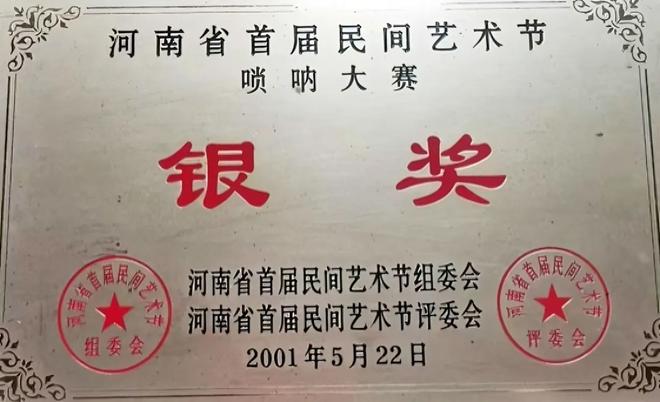 河南省首届民间艺术节
唢呐大赛
银奖
河南省首届民间艺术节组委会
河南省首届民间艺术节评委会
2001年5月22日
河南省首届民间艺术节
组委会
河南省首届民间艺术节
评委会